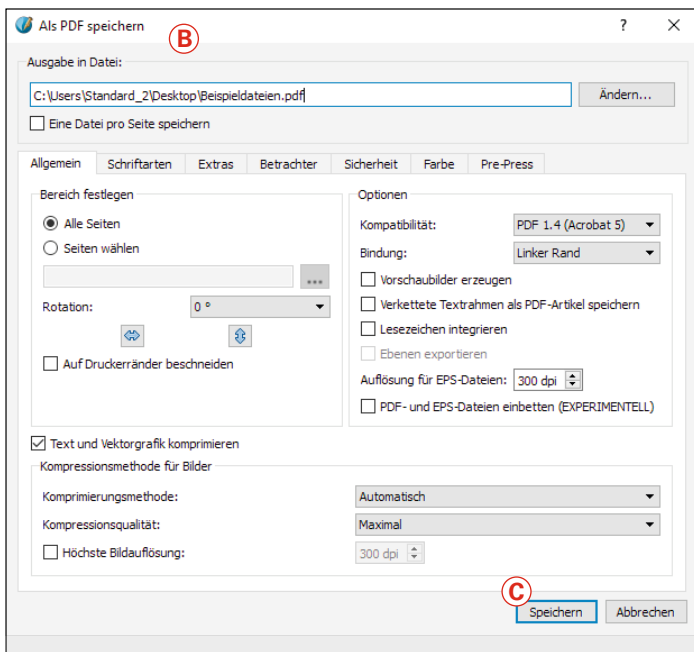 Als PDF speichern
B
Ausgabe in Datei:
C:\Users\Standard_2\Desktop\Beispieldateien.pdf
Ändern...
Eine Datei pro Seite speichern
Allgemein Schriftarten Extras Betrachter Sicherheit Farbe Pre-Press
Bereich festlegen
Alle Seiten
Seiten wählen
...
Rotation: 0 °
Auf Druckerränder beschneiden
Optionen
Kompatibilität: PDF 1.4 (Acrobat 5)
Bindung: Linker Rand
Vorschaubilder erzeugen
Verkettete Textrahmen als PDF-Artikel speichern
Lesezeichen integrieren
Ebenen exportieren
Auflösung für EPS-Dateien: 300 dpi
PDF- und EPS-Dateien einbetten (EXPERIMENTELL)
Text und Vektorgrafik komprimieren
Kompressionsmethode für Bilder
Komprimierungsmethode: Automatisch
Kompressionsqualität: Maximal
Höchste Bildauflösung: 300 dpi
C
Speichern Abbrechen